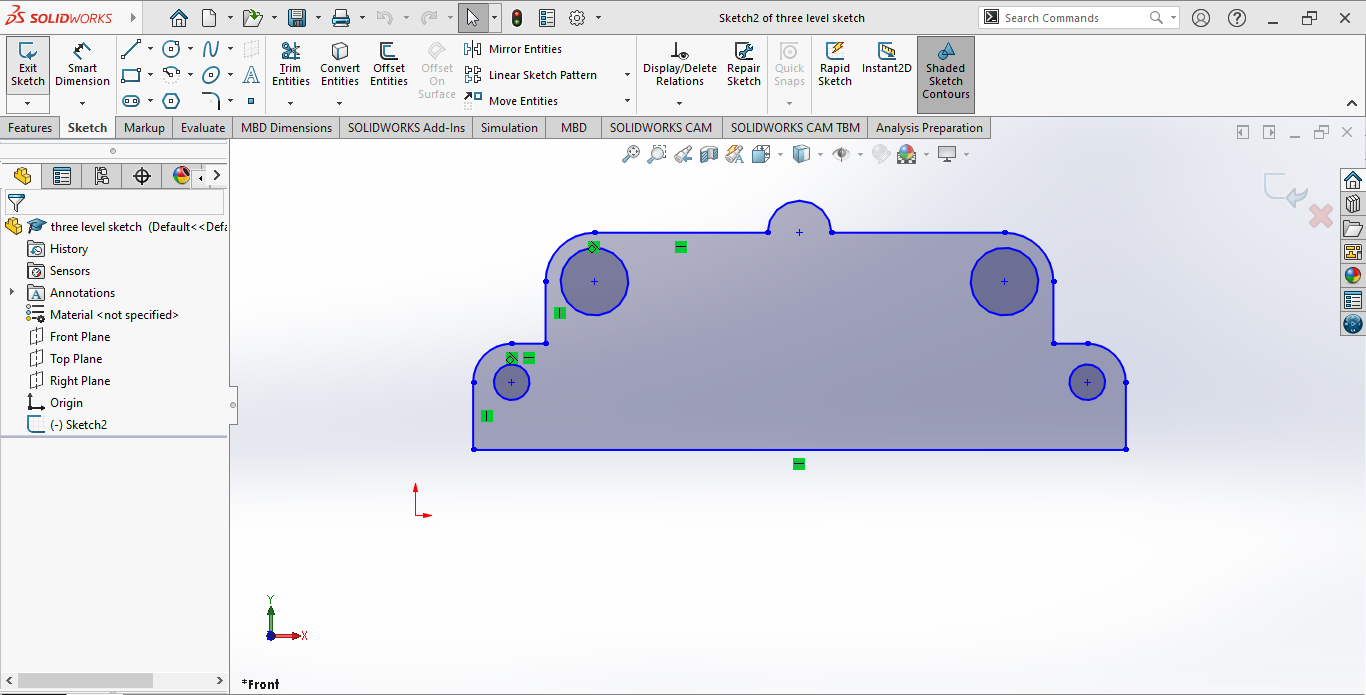 SOLIDWORKS
Sketch2 of three level sketch
Search Commands
Exit Sketch
Smart Dimension
Trim Entities
Convert Entities
Offset Entities
Offset On Surface
Mirror Entities
Linear Sketch Pattern
Move Entities
Display/Delete Relations
Repair Sketch
Quick Snaps
Rapid Sketch
Instant2D
Shaded Sketch Contours
Features Sketch Markup Evaluate MBD Dimensions SOLIDWORKS Add-Ins Simulation MBD SOLIDWORKS CAM SOLIDWORKS CAM TBM Analysis Preparation
three level sketch (Default<<Defa
History
Sensors
A Annotations
Material <not specified>
Front Plane
Top Plane
Right Plane
Origin
(-) Sketch2
Y
X
*Front